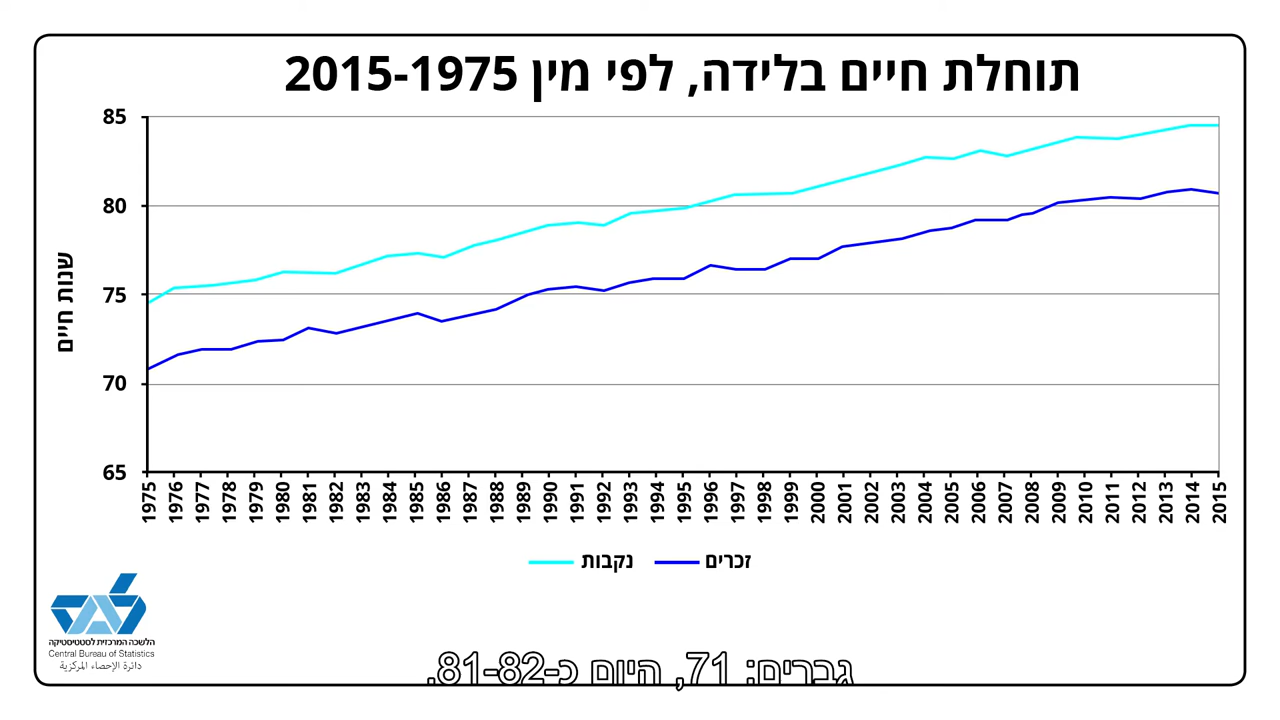 תוחלת חיים בלידה, לפי מין 2015-1975
שנות חיים
85
80
75
70
65
1975 1976 1977 1978 1979 1980 1981 1982 1983 1984 1985 1986 1987 1988 1989 1990 1991 1992 1993 1994 1995 1996 1997 1998 1999 2000 2001 2002 2003 2004 2005 2006 2007 2008 2009 2010 2011 2012 2013 2014 2015
זכרים נקבות
הלשכה המרכזית לסטטיסטיקה
Central Bureau of Statistics
دائرة الإحصاء المركزية
גברים: 71, היום כ-81-82.